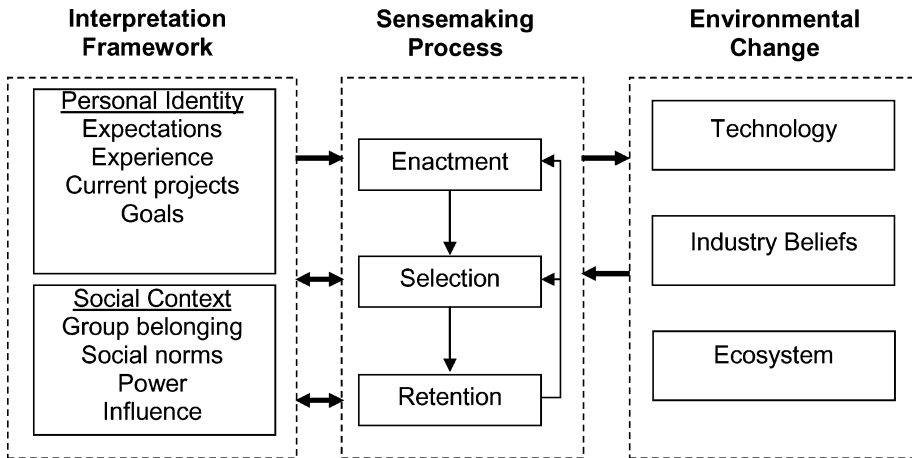 Interpretation
Framework
Sensemaking
Process
Environmental
Change
Personal Identity
Expectations
Experience
Current projects
Goals
Social Context
Group belonging
Social norms
Power
Influence
Enactment
Selection
Retention
Technology
Industry Beliefs
Ecosystem